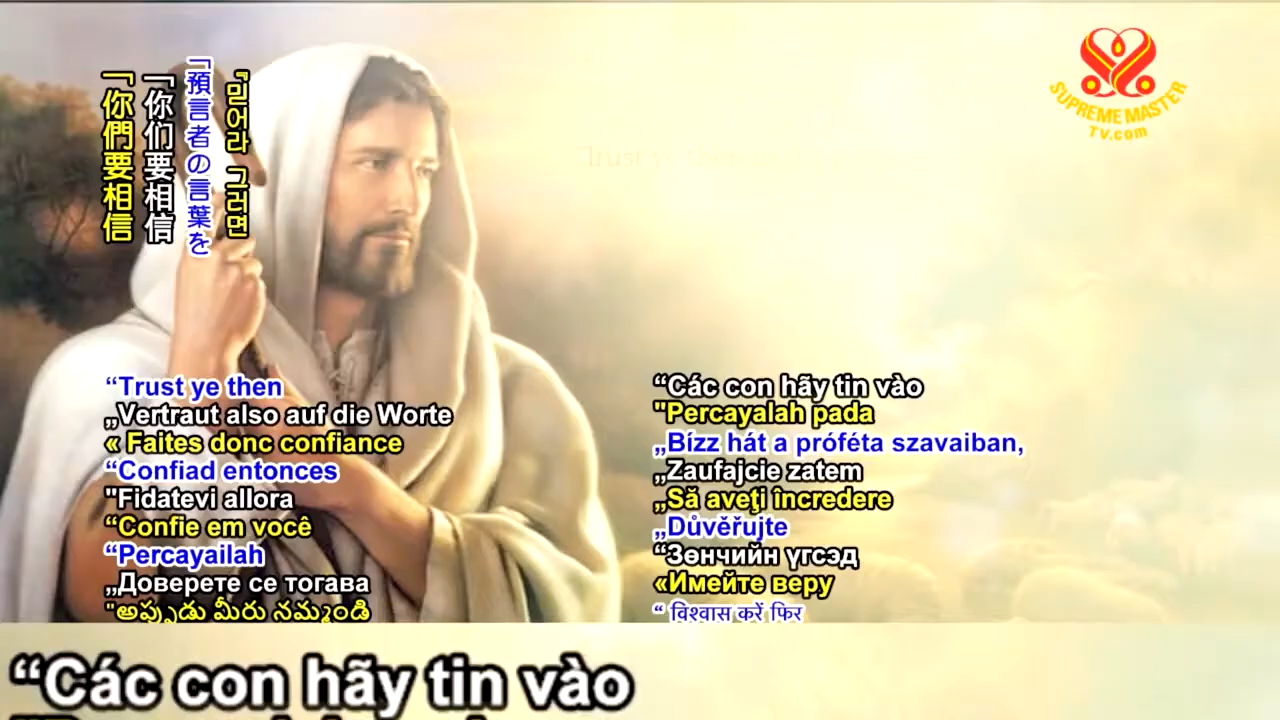 「你們要相信
「你们要相信
「預言者の言葉を
『믿어라 그러면
SUPREME MASTER
TV.com
Trust ye then
“Trust ye then
„Vertraut also auf die Worte
« Faites donc confiance
“Confiad entonces
"Fidatevi allora
“Confie em você
“Percayailah
„Доверете се тогава
"అప్పుడు మీరు నమ్మండి
“Các con hãy tin vào
"Percayalah pada
„Bízz hát a próféta szavaiban,
„Zaufajcie zatem
„Să aveţi încredere
„Důvěřujte
“Зөнчийн үгсэд
«Имейте веру
“ विश्वास करें फिर
“Các con hãy tin vào